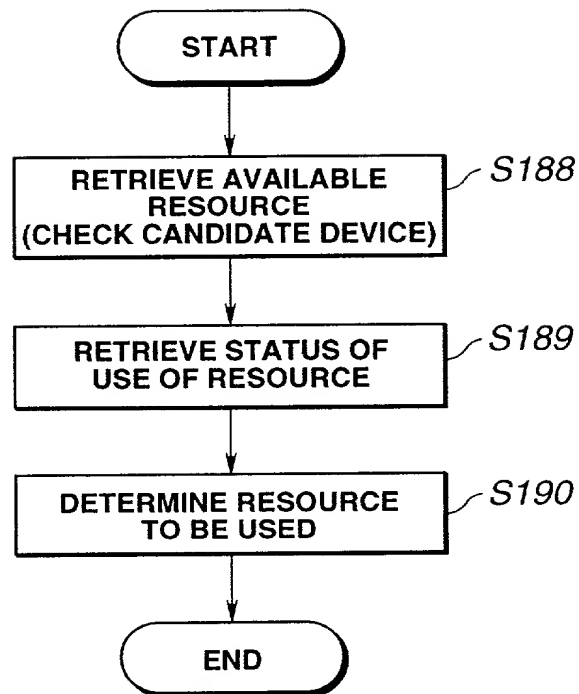 START
RETRIEVE AVAILABLE
RESOURCE
(CHECK CANDIDATE DEVICE)
S188
RETRIEVE STATUS OF
USE OF RESOURCE
S189
DETERMINE RESOURCE
TO BE USED
S190
END